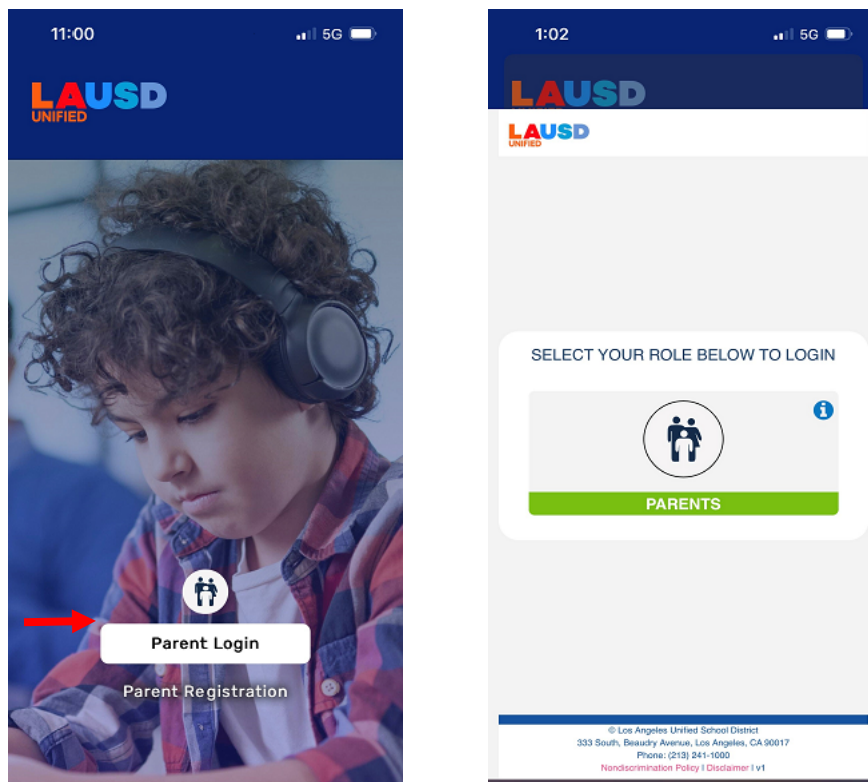 11:00
5G
LAUSD
UNIFIED
Parent Login
Parent Registration
1:02
5G
LAUSD
LAUSD
UNIFIED
SELECT YOUR ROLE BELOW TO LOGIN
i
PARENTS
© Los Angeles Unified School District
333 South, Beaudry Avenue, Los Angeles, CA 90017
Phone: (213) 241-1000
Nondiscrimination Policy | Disclaimer | v1